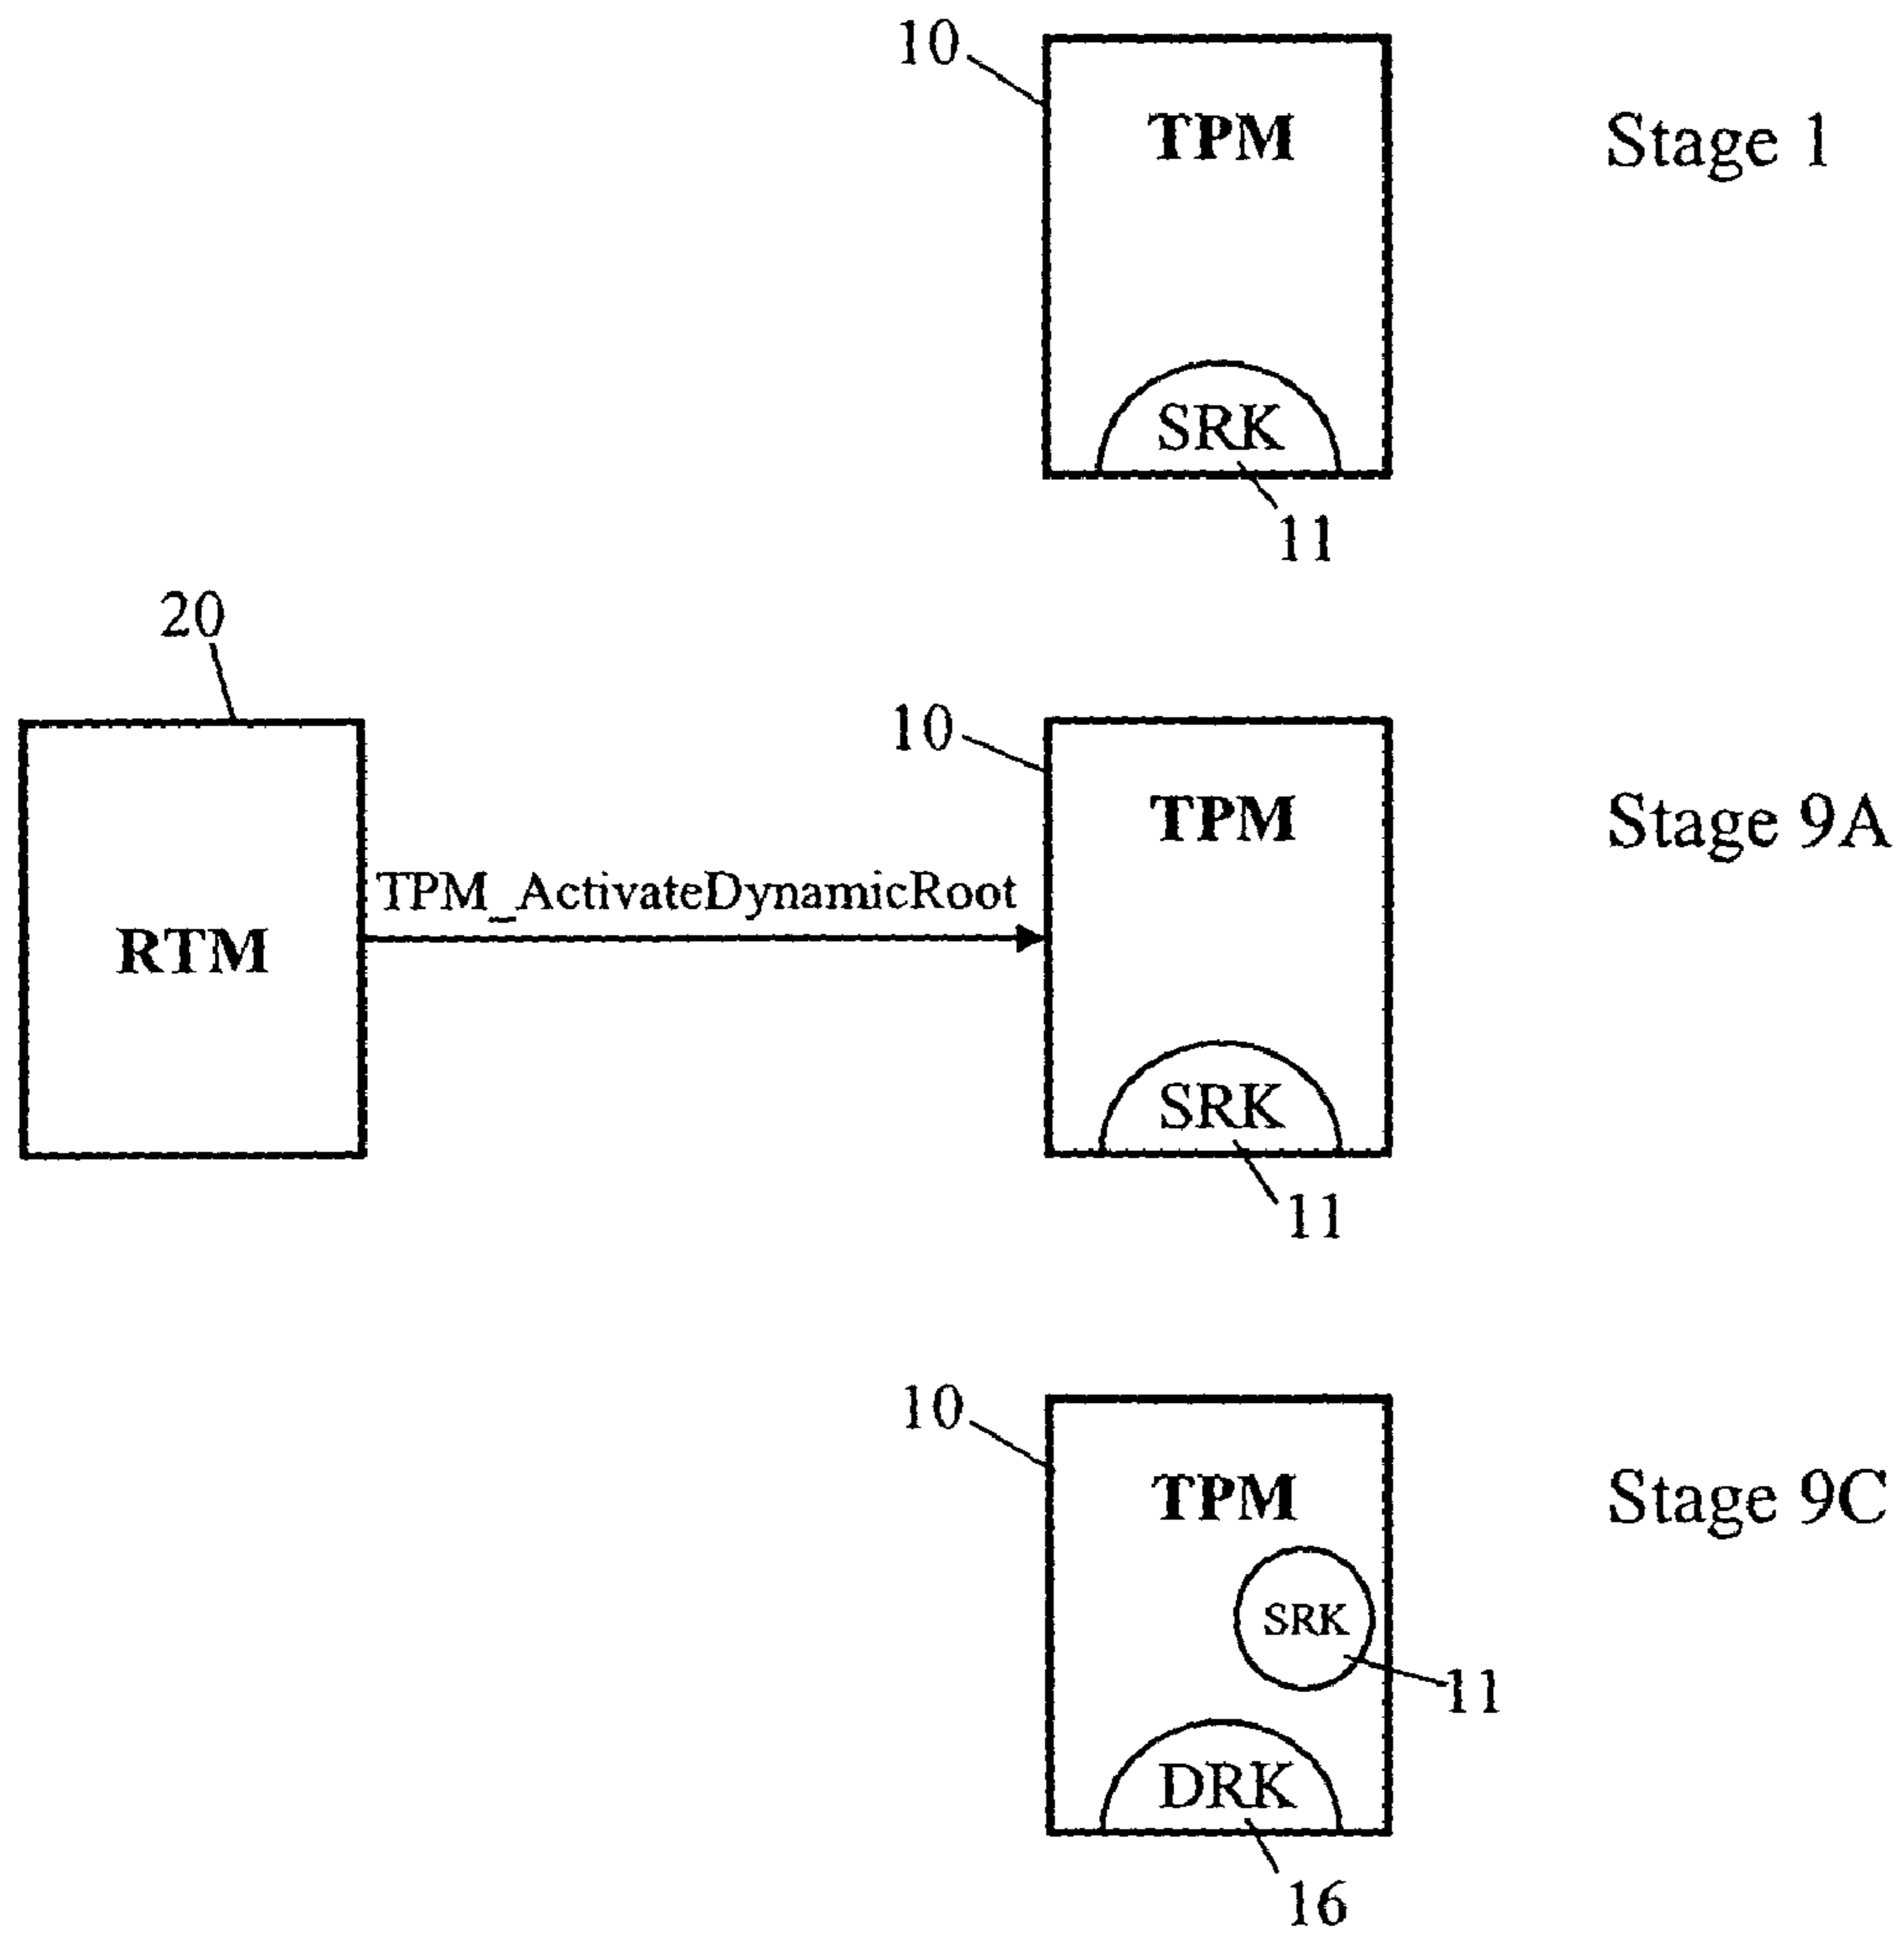 10
TPM
Stage 1
SRK
11
20
10
TPM
Stage 9A
TPM_ActivateDynamicRoot
RTM
SRK
11
10
TPM
Stage 9C
SRK
11
DRK
16